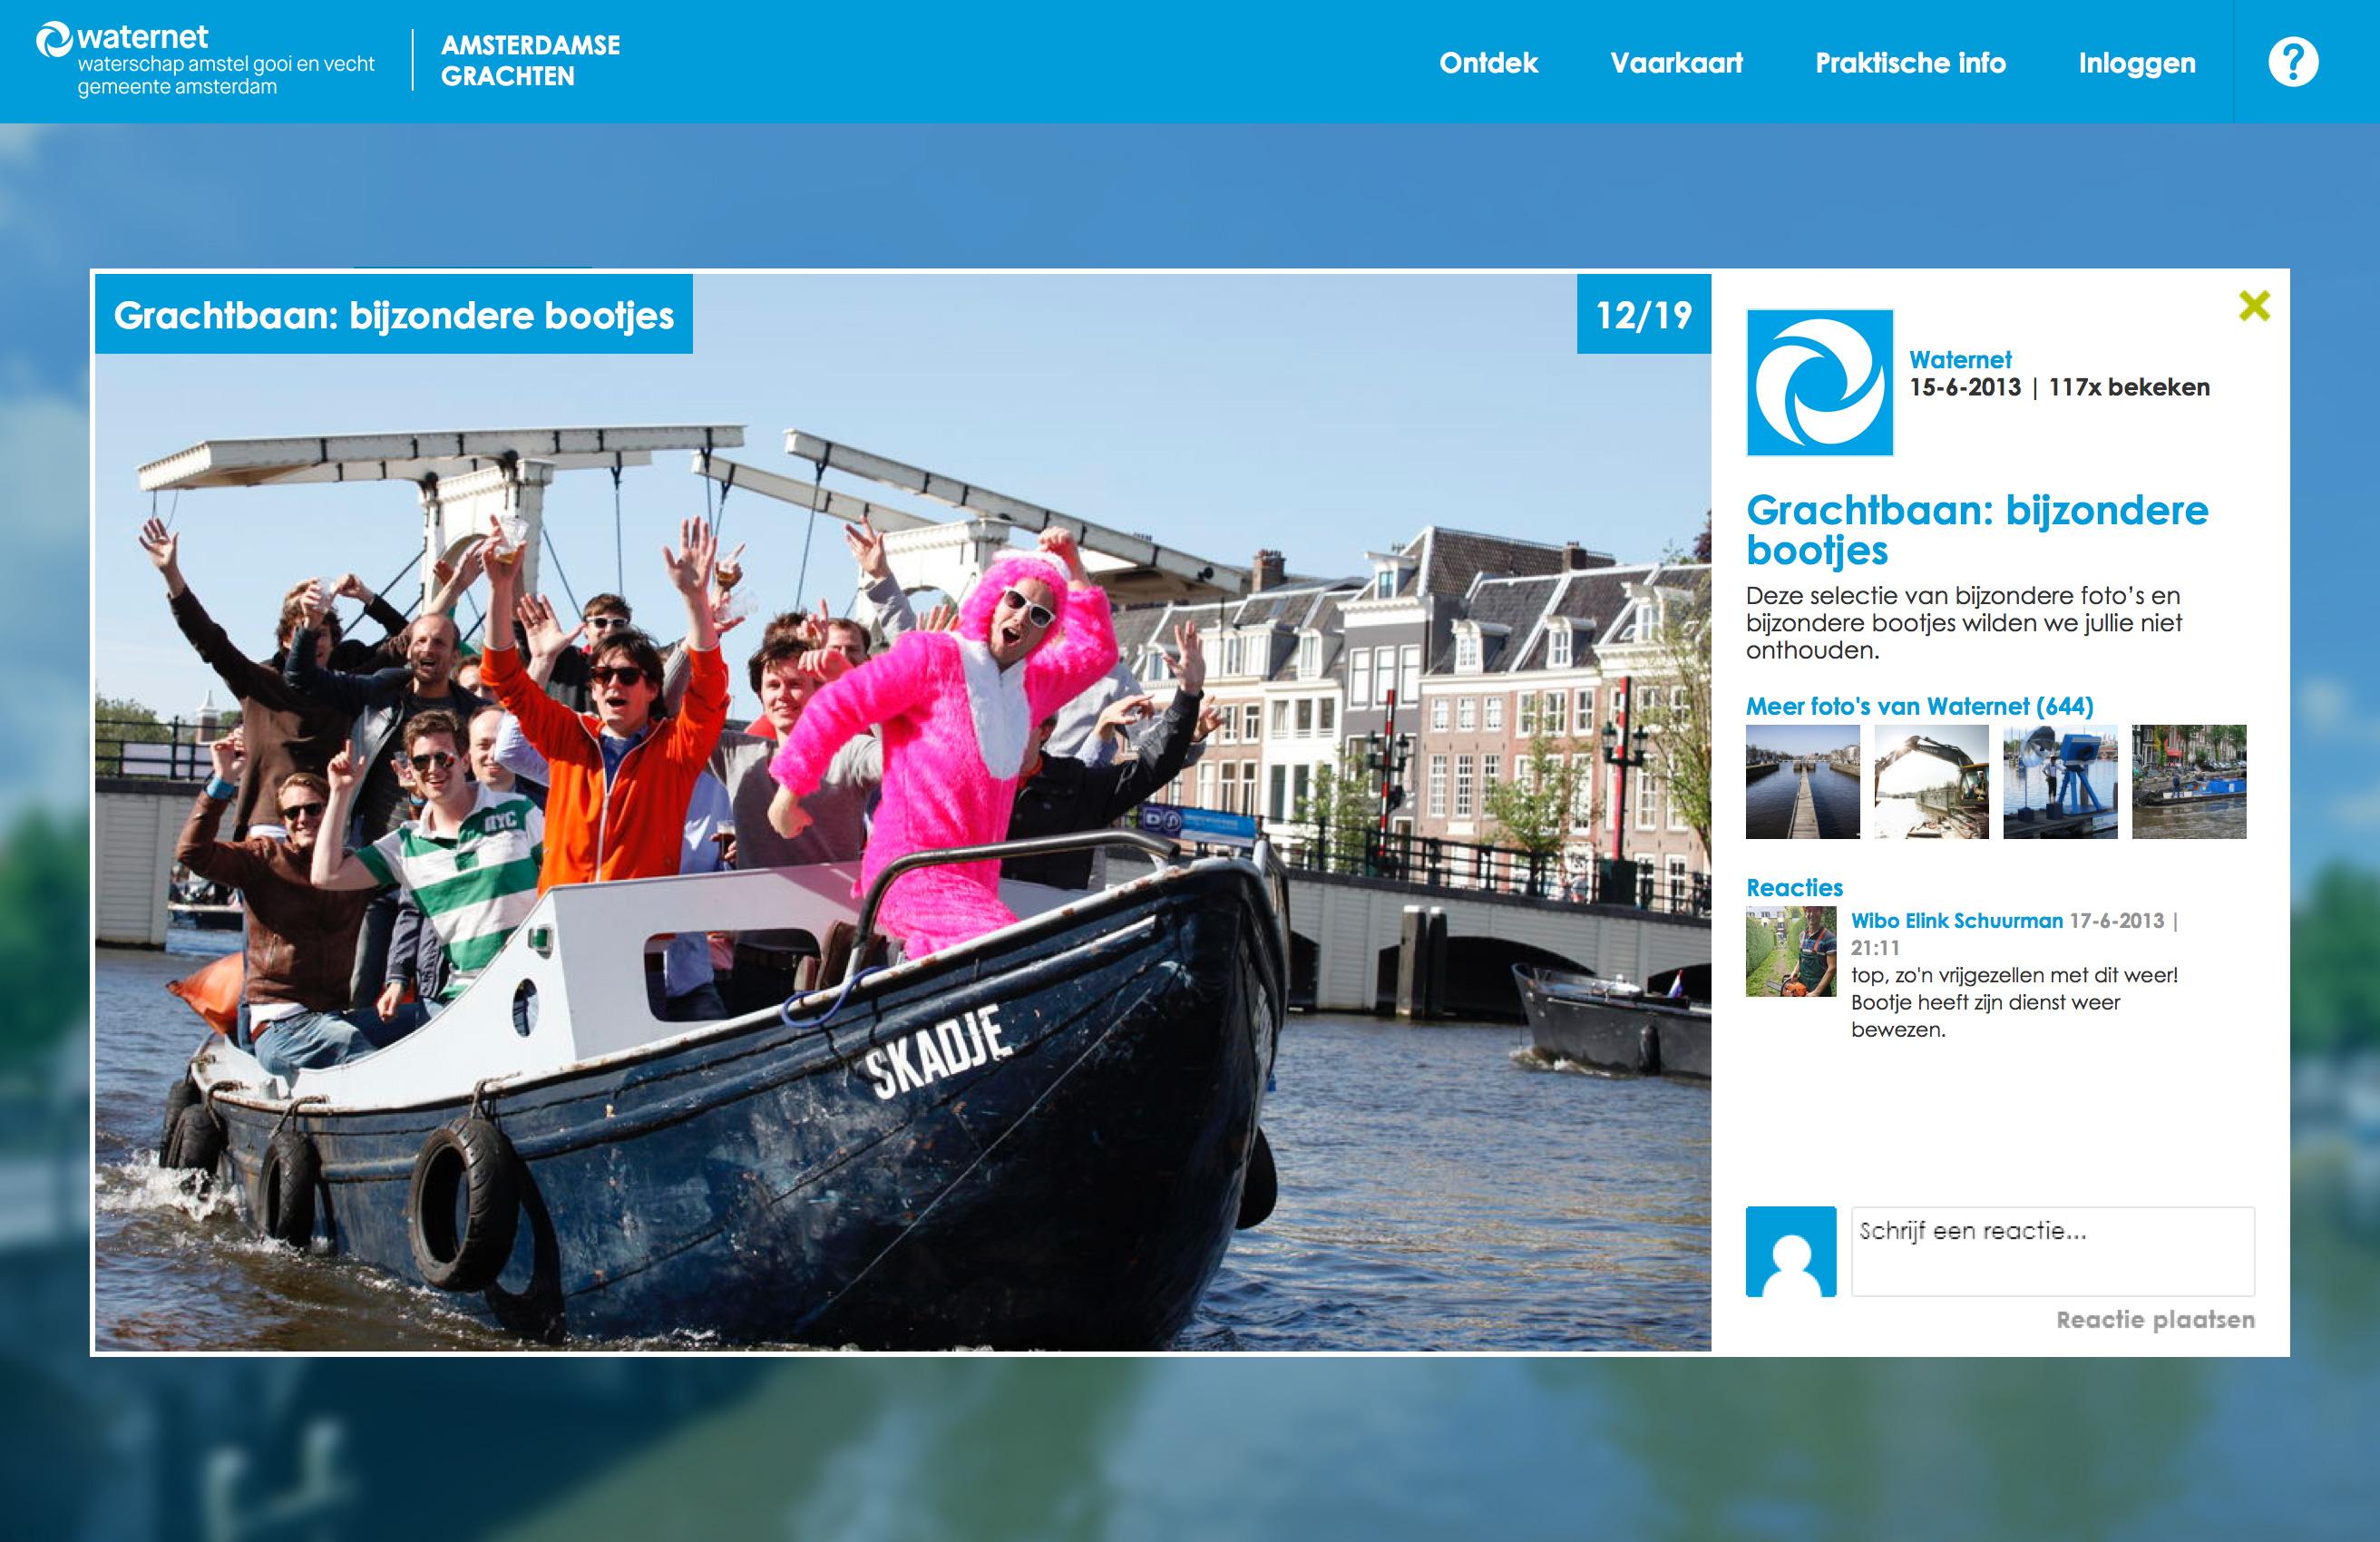 waternet
waterschap amstel gooi en vecht
gemeente amsterdam
AMSTERDAMSE
GRACHTEN
Ontdek
Vaarkaart
Praktische info
Inloggen
?
Grachtbaan: bijzondere bootjes
12/19
NYC
SKADJE
Waternet
15-6-2013 | 117x bekeken
Grachtbaan: bijzondere
bootjes
Deze selectie van bijzondere foto's en
bijzondere bootjes wilden we jullie niet
onthouden.
Meer foto's van Waternet (644)
Reacties
Wibo Elink Schuurman 17-6-2013 |
21:11
top, zo'n vrijgezellen met dit weer!
Bootje heeft zijn dienst weer
bewezen.
Schrijf een reactie...
Reactie plaatsen